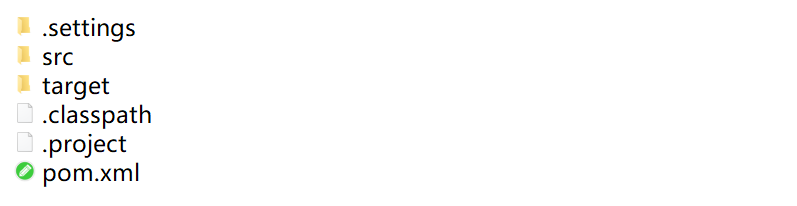 .settings
src
target
.classpath
.project
pom.xml